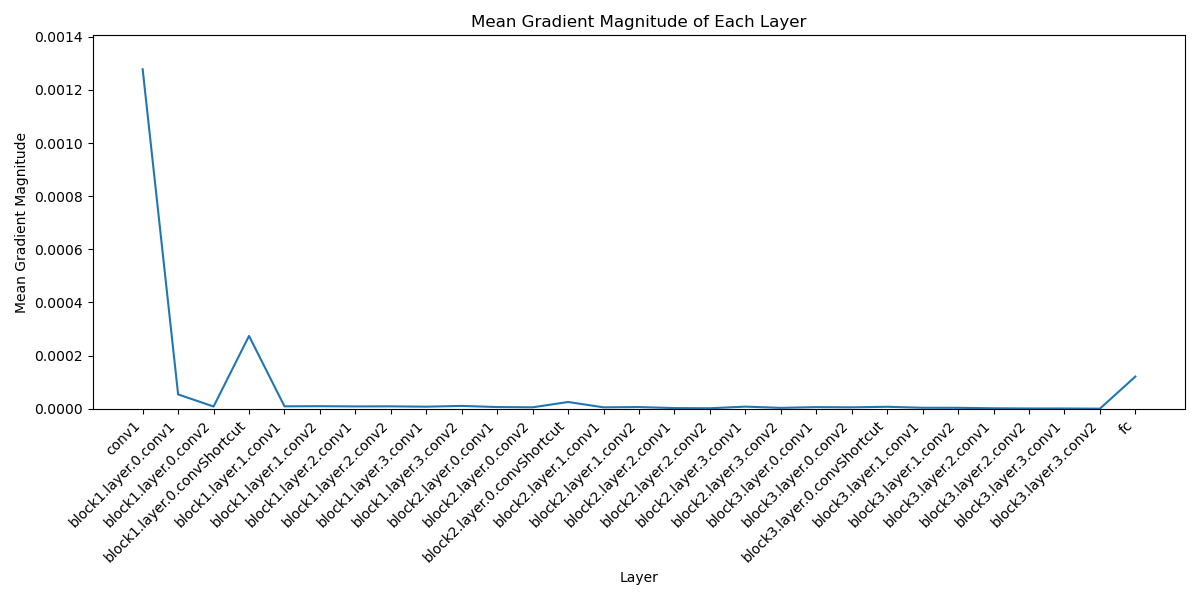 Mean Gradient Magnitude of Each Layer
Mean Gradient Magnitude
0.0014
0.0012
0.0010
0.0008
0.0006
0.0004
0.0002
0.0000
conv1
block1.layer.0.conv1
block1.layer.0.conv2
block1.layer.0.convShortcut
block1.layer.1.conv1
block1.layer.1.conv2
block1.layer.2.conv1
block1.layer.2.conv2
block1.layer.3.conv1
block1.layer.3.conv2
block2.layer.0.conv1
block2.layer.0.conv2
block2.layer.0.convShortcut
block2.layer.1.conv1
block2.layer.1.conv2
block2.layer.2.conv1
block2.layer.2.conv2
block2.layer.3.conv1
block2.layer.3.conv2
block3.layer.0.conv1
block3.layer.0.conv2
block3.layer.0.convShortcut
block3.layer.1.conv1
block3.layer.1.conv2
block3.layer.2.conv1
block3.layer.2.conv2
block3.layer.3.conv1
block3.layer.3.conv2
fc
Layer